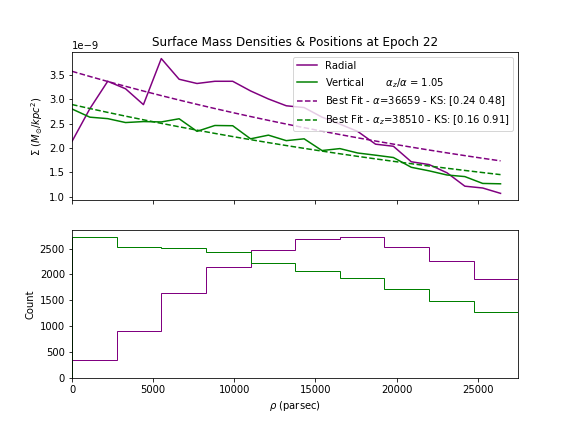 Surface Mass Densities & Positions at Epoch 22
1e−9
Radial
Vertical α_z/α = 1.05
Best Fit - α=36659 - KS: [0.24 0.48]
Best Fit - α_z=38510 - KS: [0.16 0.91]
Σ (M_⊙/kpc²)
3.5
3.0
2.5
2.0
1.5
1.0
Count
2500
2000
1500
1000
500
0
0 5000 10000 15000 20000 25000
ρ (parsec)